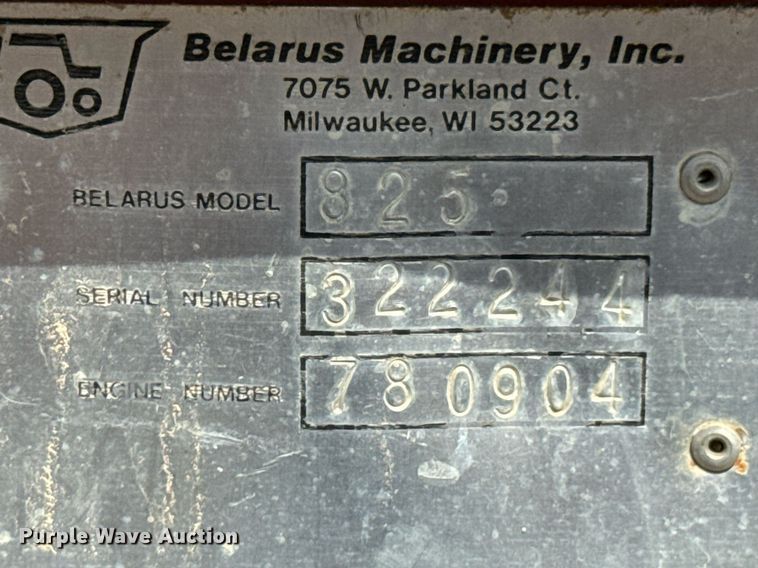 Belarus Machinery, Inc.
7075 W. Parkland Ct.
Milwaukee, WI 53223
BELARUS MODEL 825
SERIAL NUMBER 322244
ENGINE NUMBER 780904
Purple Wave Auction